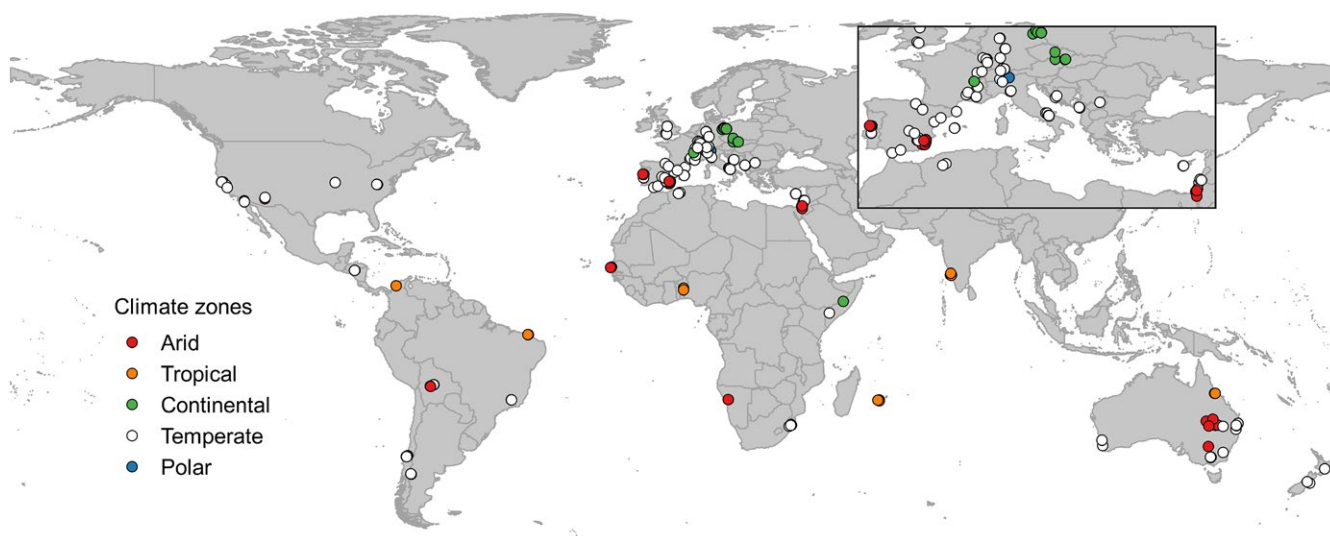 Climate zones
Arid
Tropical
Continental
Temperate
Polar